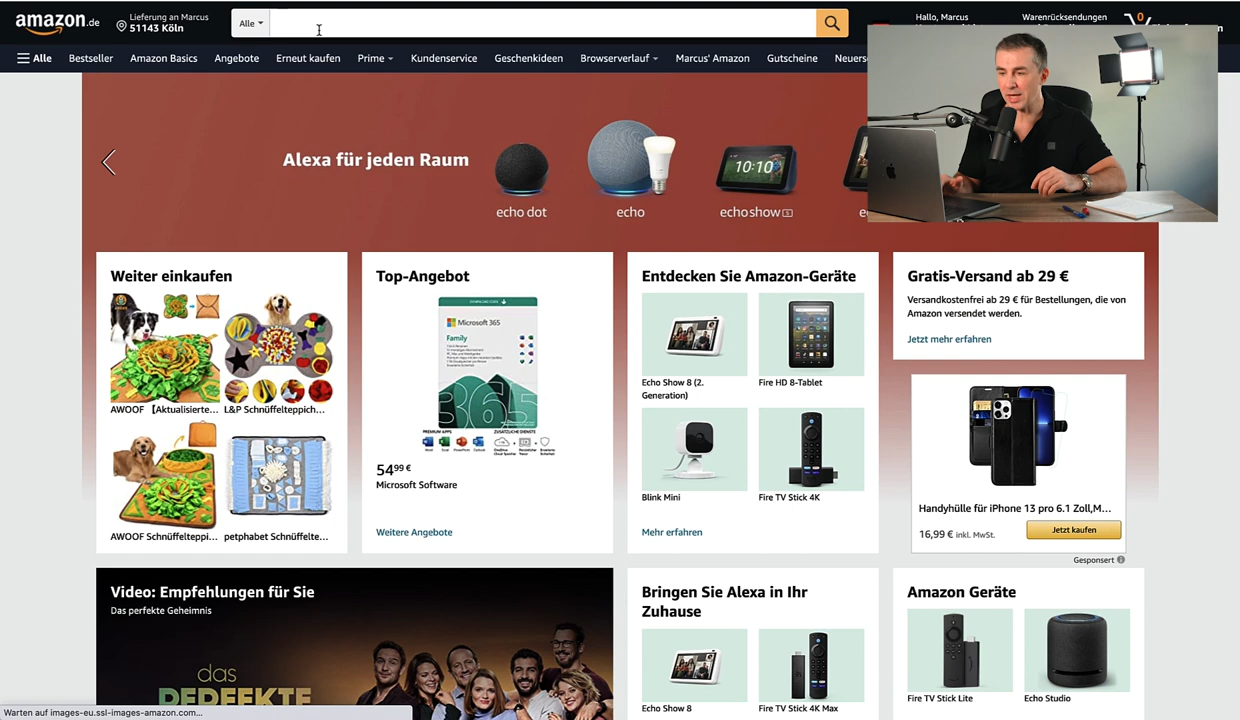 amazon.de
Lieferung an Marcus
51143 Köln
Alle
Hallo, Marcus
Warenrücksendungen
0
Alle
Bestseller
Amazon Basics
Angebote
Erneut kaufen
Prime
Kundenservice
Geschenkideen
Browserverlauf
Marcus' Amazon
Gutscheine
Neuers
Alexa für jeden Raum
10:10
echo dot
echo
echo show 5
e
Weiter einkaufen
AWOOF 【Aktualisierte...
L&P Schnüffelteppich...
AWOOF Schnüffelteppi...
petphabet Schnüffelte...
Top-Angebot
Microsoft 365
Family
365
PREMIUM APPS
5499 €
Microsoft Software
Weitere Angebote
Entdecken Sie Amazon-Geräte
Echo Show 8 (2.
Generation)
Fire HD 8-Tablet
Blink Mini
Fire TV Stick 4K
Mehr erfahren
Gratis-Versand ab 29 €
Versandkostenfrei ab 29 € für Bestellungen, die von
Amazon versendet werden.
Jetzt mehr erfahren
Handyhülle für iPhone 13 pro 6.1 Zoll,M...
16,99 € inkl. MwSt.
Jetzt kaufen
Gesponsert
Video: Empfehlungen für Sie
Das perfekte Geheimnis
das
PERFEKTE
Bringen Sie Alexa in Ihr
Zuhause
Echo Show 8
Fire TV Stick 4K Max
Amazon Geräte
Fire TV Stick Lite
Echo Studio
Warten auf images-eu.ssl-images-amazon.com...